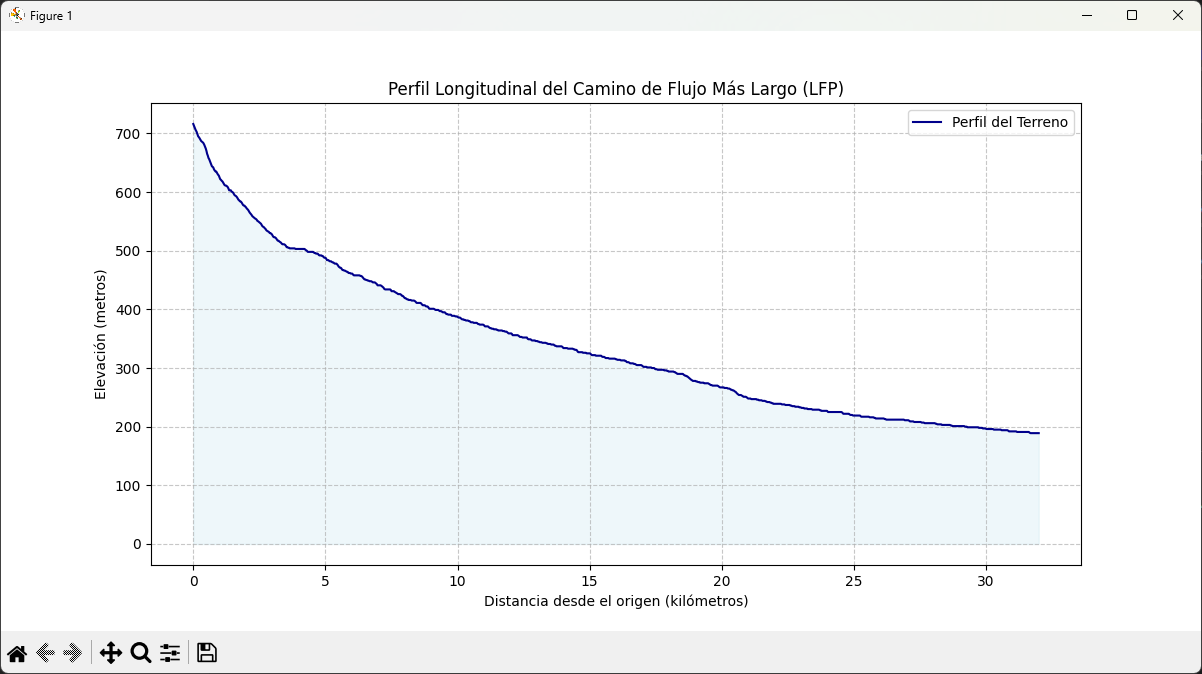 Figure 1
Perfil Longitudinal del Camino de Flujo Más Largo (LFP)
Perfil del Terreno
Elevación (metros)
700
600
500
400
300
200
100
0
0 5 10 15 20 25 30
Distancia desde el origen (kilómetros)